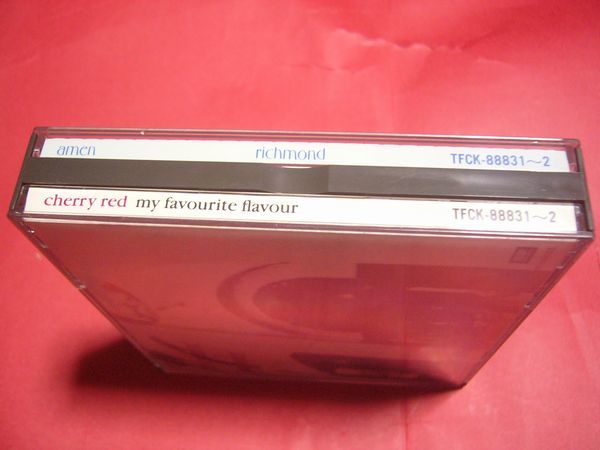 amen richmond TFCK-88831~2
cherry red my favourite flavour TFCK-88831~2